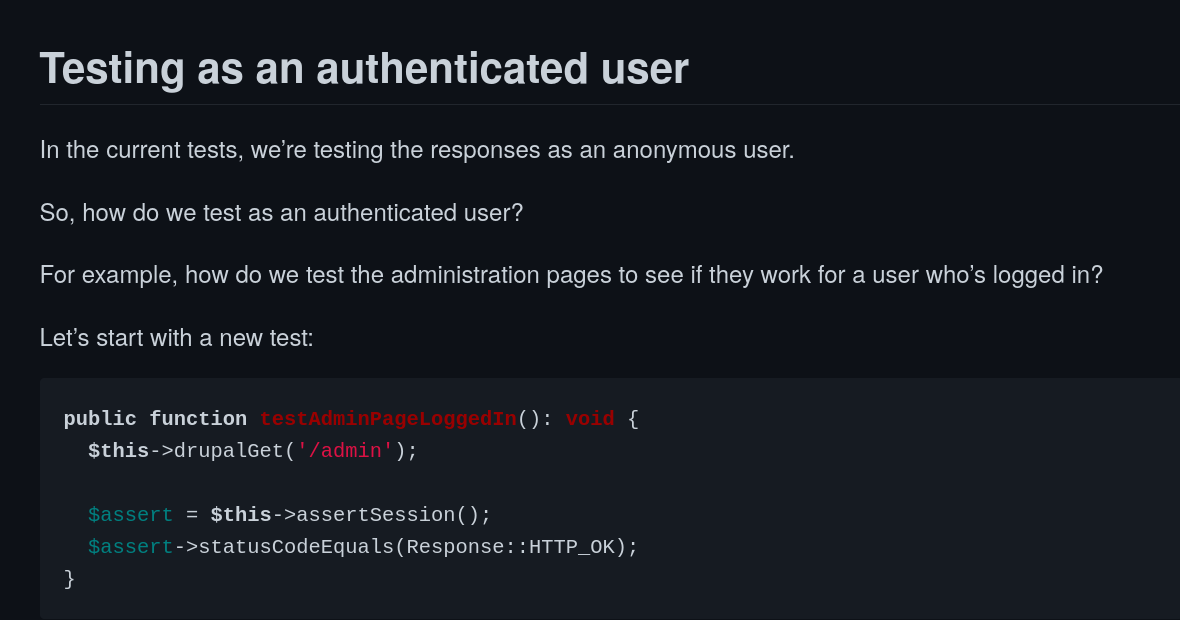 Testing as an authenticated user
In the current tests, we’re testing the responses as an anonymous user.
So, how do we test as an authenticated user?
For example, how do we test the administration pages to see if they work for a user who’s logged in?
Let’s start with a new test:
public function testAdminPageLoggedIn(): void {
  $this->drupalGet('/admin');

  $assert = $this->assertSession();
  $assert->statusCodeEquals(Response::HTTP_OK);
}